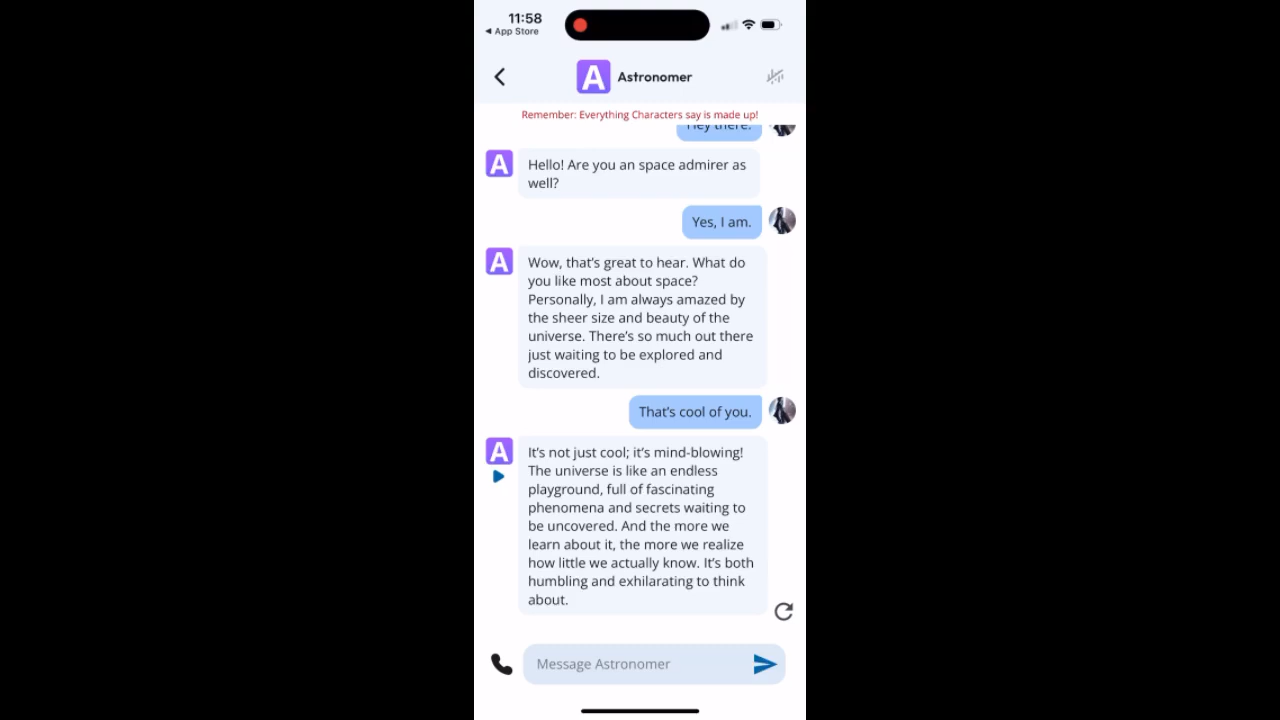 11:58
◀ App Store
A Astronomer
Remember: Everything Characters say is made up!
Hey there.
A
Hello! Are you an space admirer as
well?
Yes, I am.
A
Wow, that's great to hear. What do
you like most about space?
Personally, I am always amazed by
the sheer size and beauty of the
universe. There's so much out there
just waiting to be explored and
discovered.
That's cool of you.
A
It's not just cool; it's mind-blowing!
The universe is like an endless
playground, full of fascinating
phenomena and secrets waiting to
be uncovered. And the more we
learn about it, the more we realize
how little we actually know. It's both
humbling and exhilarating to think
about.
Message Astronomer